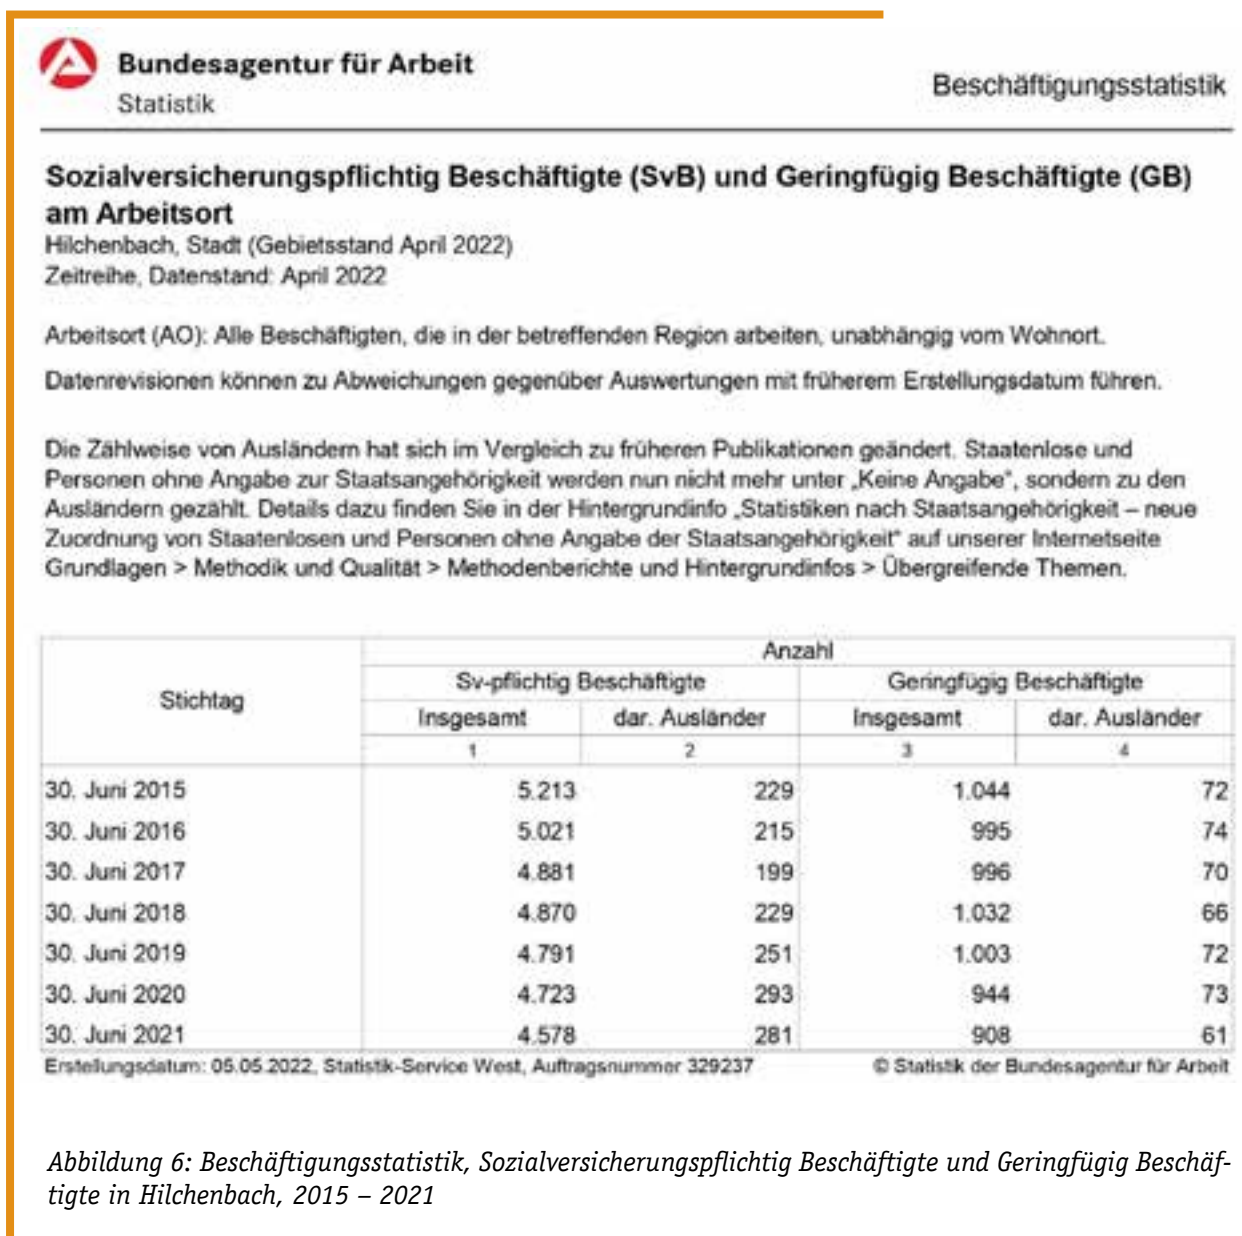 Bundesagentur für Arbeit
Statistik
Beschäftigungsstatistik
Sozialversicherungspflichtig Beschäftigte (SvB) und Geringfügig Beschäftigte (GB)
am Arbeitsort
Hilchenbach, Stadt (Gebietsstand April 2022)
Zeitreihe, Datenstand: April 2022
Arbeitsort (AO): Alle Beschäftigten, die in der betreffenden Region arbeiten, unabhängig vom Wohnort.
Datenrevisionen können zu Abweichungen gegenüber Auswertungen mit früherem Erstellungsdatum führen.
Die Zählweise von Ausländern hat sich im Vergleich zu früheren Publikationen geändert. Staatenlose und
Personen ohne Angabe zur Staatsangehörigkeit werden nun nicht mehr unter „Keine Angabe“, sondern zu den
Ausländern gezählt. Details dazu finden Sie in der Hintergrundinfo „Statistiken nach Staatsangehörigkeit – neue
Zuordnung von Staatenlosen und Personen ohne Angabe der Staatsangehörigkeit“ auf unserer Internetseite
Grundlagen > Methodik und Qualität > Methodenberichte und Hintergrundinfos > Übergreifende Themen.
Stichtag Anzahl
Sv-pflichtig Beschäftigte Geringfügig Beschäftigte
Insgesamt dar. Ausländer Insgesamt dar. Ausländer
1 2 3 4
30. Juni 2015 5.213 229 1.044 72
30. Juni 2016 5.021 215 995 74
30. Juni 2017 4.881 199 996 70
30. Juni 2018 4.870 229 1.032 66
30. Juni 2019 4.791 251 1.003 72
30. Juni 2020 4.723 293 944 73
30. Juni 2021 4.578 281 908 61
Erstellungsdatum: 05.05.2022, Statistik-Service West, Auftragsnummer 329237 © Statistik der Bundesagentur für Arbeit
Abbildung 6: Beschäftigungsstatistik, Sozialversicherungspflichtig Beschäftigte und Geringfügig Beschäf-
tigte in Hilchenbach, 2015 – 2021